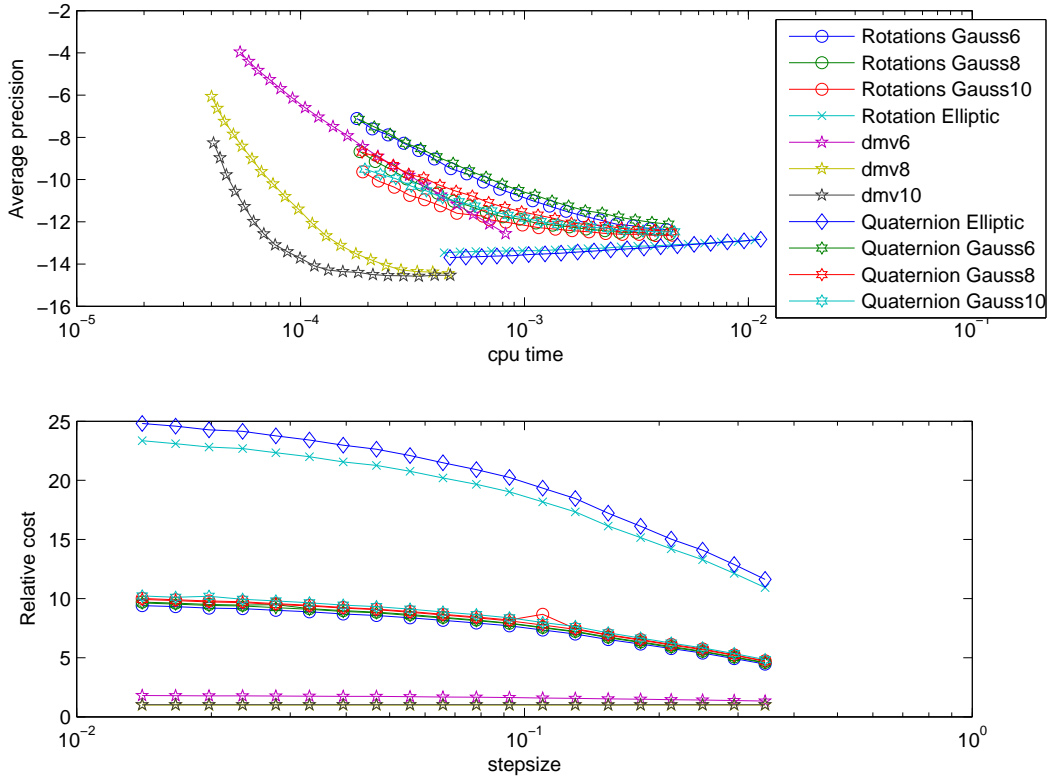 −2
−4
−6
−8
−10
−12
−14
−16
Average precision
10−5
10−4
10−3
10−2
10−1
cpu time
Rotations Gauss6
Rotations Gauss8
Rotations Gauss10
Rotation Elliptic
dmv6
dmv8
dmv10
Quaternion Elliptic
Quaternion Gauss6
Quaternion Gauss8
Quaternion Gauss10
25
20
15
10
5
0
Relative cost
10−2
10−1
100
stepsize